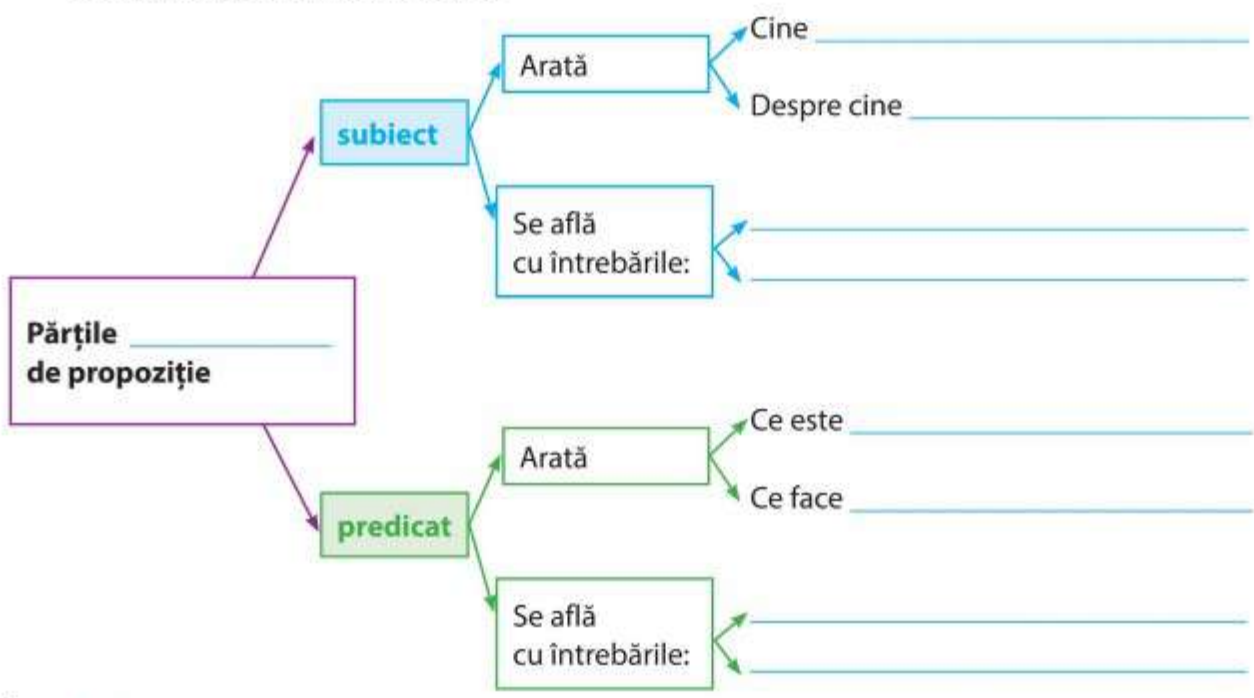 Cine
Arată
Despre cine
subiect
Se află
cu întrebările:
Părțile
de propoziție
Ce este
Arată
Ce face
predicat
Se află
cu întrebările: